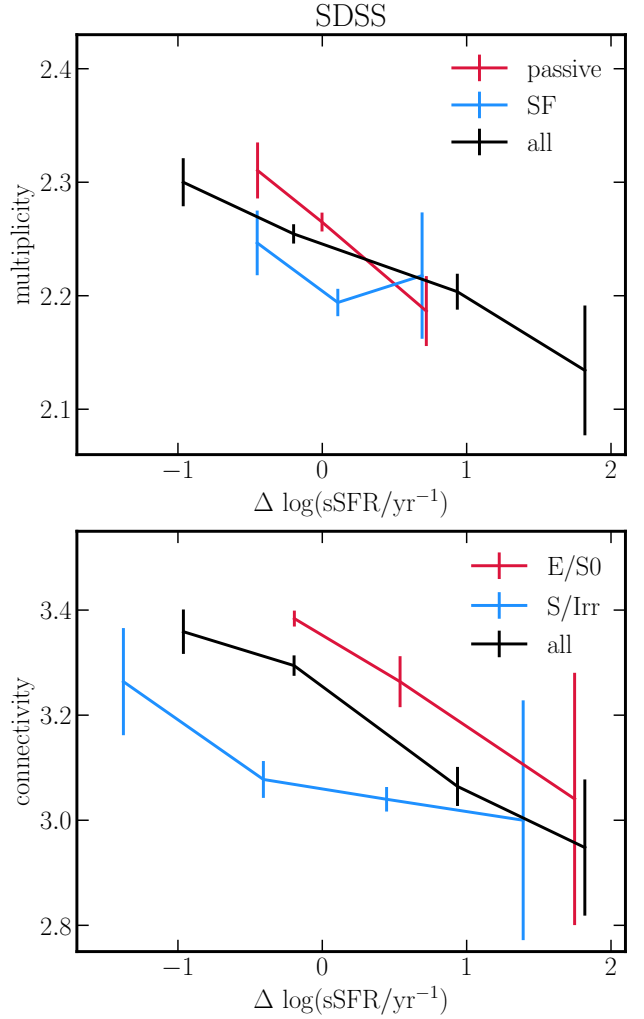 SDSS
2.4
2.3
2.2
2.1
multiplicity
passive
SF
all
−1
0
1
2
Δ log(sSFR/yr⁻¹)
3.4
3.2
3.0
2.8
connectivity
E/S0
S/Irr
all
−1
0
1
2
Δ log(sSFR/yr⁻¹)